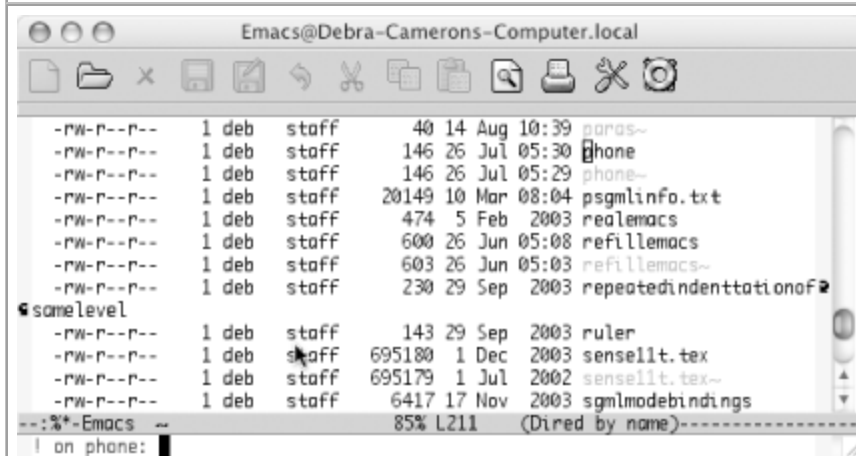 Emacs@Debra-Camerons-Computer.local
-rw-r--r-- 1 deb staff 40 14 Aug 10:39 paras~
-rw-r--r-- 1 deb staff 146 26 Jul 05:30 phone
-rw-r--r-- 1 deb staff 146 26 Jul 05:29 phone~
-rw-r--r-- 1 deb staff 20149 10 Mar 08:04 psgmlinfo.txt
-rw-r--r-- 1 deb staff 474 5 Feb 2003 realemacs
-rw-r--r-- 1 deb staff 600 26 Jun 05:08 refillemacs
-rw-r--r-- 1 deb staff 603 26 Jun 05:03 refillemacs~
-rw-r--r-- 1 deb staff 230 29 Sep 2003 repeatedindenttationof
samelevel
-rw-r--r-- 1 deb staff 143 29 Sep 2003 ruler
-rw-r--r-- 1 deb staff 695180 1 Dec 2003 sense11t.tex
-rw-r--r-- 1 deb staff 695179 1 Jul 2002 sense11t.tex~
-rw-r--r-- 1 deb staff 6417 17 Nov 2003 sgmlmodebindings
--:%*-Emacs ~ 85% L211 (Dired by name)-----------------
! on phone: